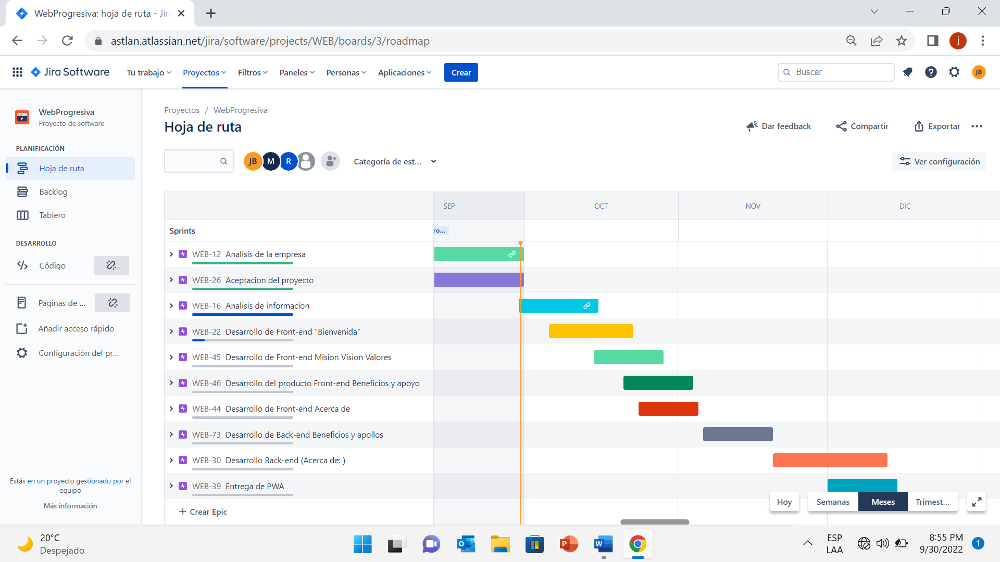 WebProgresiva: hoja de ruta - Jir
astlan.atlassian.net/jira/software/projects/WEB/boards/3/roadmap
j
Jira Software
Tu trabajo
Proyectos
Filtros
Paneles
Personas
Aplicaciones
Crear
Buscar
JB
WebProgresiva
Proyecto de software
PLANIFICACIÓN
Hoja de ruta
Backlog
Tablero
DESARROLLO
Código
Páginas de ...
Añadir acceso rápido
Configuración del pr...
Estás en un proyecto gestionado por el
equipo
Más información
Proyectos / WebProgresiva
Hoja de ruta
Dar feedback
Compartir
Exportar
JB
M
R
Categoría de est...
Ver configuración
SEP
OCT
NOV
DIC
Sprints
ro...
WEB-12 Analisis de la empresa
WEB-26 Aceptacion del proyecto
WEB-16 Analisis de informacion
WEB-22 Desarrollo de Front-end "Bienvenida"
WEB-45 Desarrollo de Front-end Mision Vision Valores
WEB-46 Desarrollo del producto Front-end Beneficios y apoyo
WEB-44 Desarrollo de Front-end Acerca de
WEB-73 Desarrollo de Back-end Beneficios y apollos
WEB-30 Desarrollo Back-end (Acerca de: )
WEB-39 Entrega de PWA
+ Crear Epic
Hoy
Semanas
Meses
Trimest...
20°C
Despejado
ESP
LAA
8:55 PM
9/30/2022
1